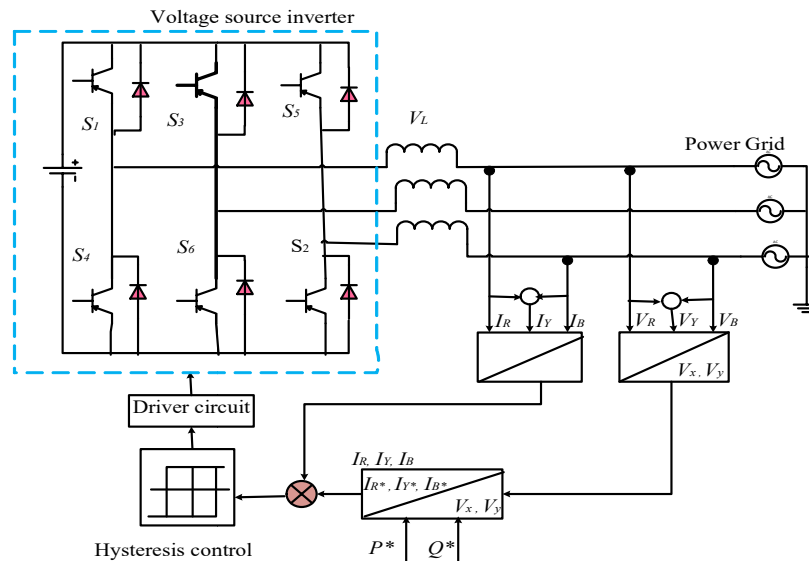 Voltage source inverter
S1
S3
S5
VL
Power Grid
S4
S6
S2
IR
IY
IB
VR
VY
VB
Vx , Vy
Driver circuit
IR, IY, IB
IR* , IY*, IB*
Vx , Vy
Hysteresis control
P*
Q*